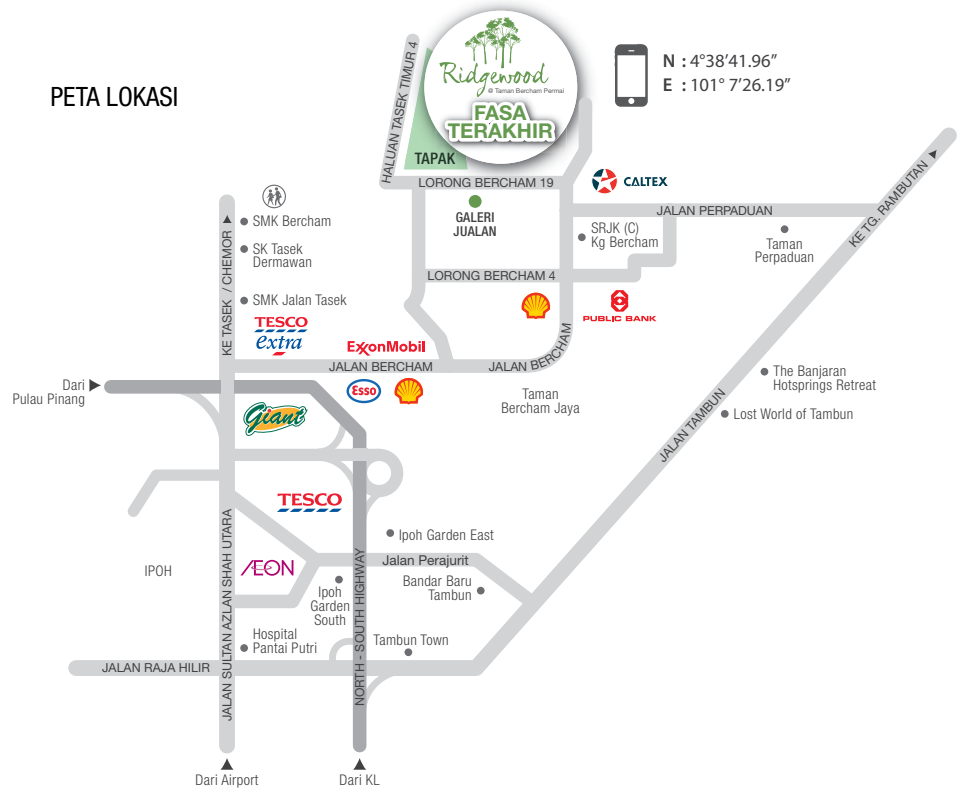 PETA LOKASI
HALUAN TASEK TIMUR 4
Ridgewood
@ Taman Bercham Permai
FASA
TERAKHIR
TAPAK
N : 4°38’41.96”
E : 101° 7’26.19”
LORONG BERCHAM 19
CALTEX
GALERI
JUALAN
JALAN PERPADUAN
KE TG. RAMBUTAN
SRJK (C)
Kg Bercham
Taman
Perpaduan
SMK Bercham
SK Tasek
Dermawan
KE TASEK / CHEMOR
SMK Jalan Tasek
LORONG BERCHAM 4
PUBLIC BANK
TESCO
extra
ExxonMobil
JALAN BERCHAM
JALAN BERCHAM
Esso
Taman
Bercham Jaya
Dari
Pulau Pinang
Giant
The Banjaran
Hotsprings Retreat
Lost World of Tambun
JALAN TAMBUN
TESCO
Ipoh Garden East
Jalan Perajurit
IPOH
ÆON
Ipoh
Garden
South
Bandar Baru
Tambun
JALAN SULTAN AZLAN SHAH UTARA
NORTH - SOUTH HIGHWAY
Hospital
Pantai Putri
Tambun Town
JALAN RAJA HILIR
Dari Airport
Dari KL